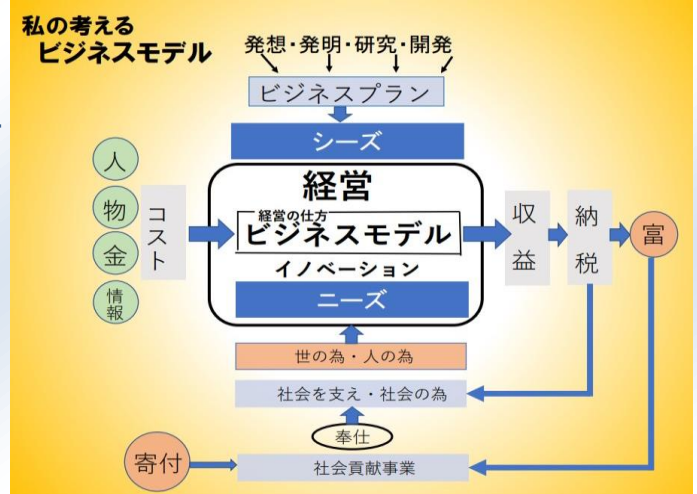 私の考える
ビジネスモデル
発想・発明・研究・開発
ビジネスプラン
シーズ
人
物
金
情報
コスト
経営
経営の仕方
ビジネスモデル
イノベーション
ニーズ
収益
納税
富
世の為・人の為
社会を支え・社会の為
奉仕
寄付
社会貢献事業